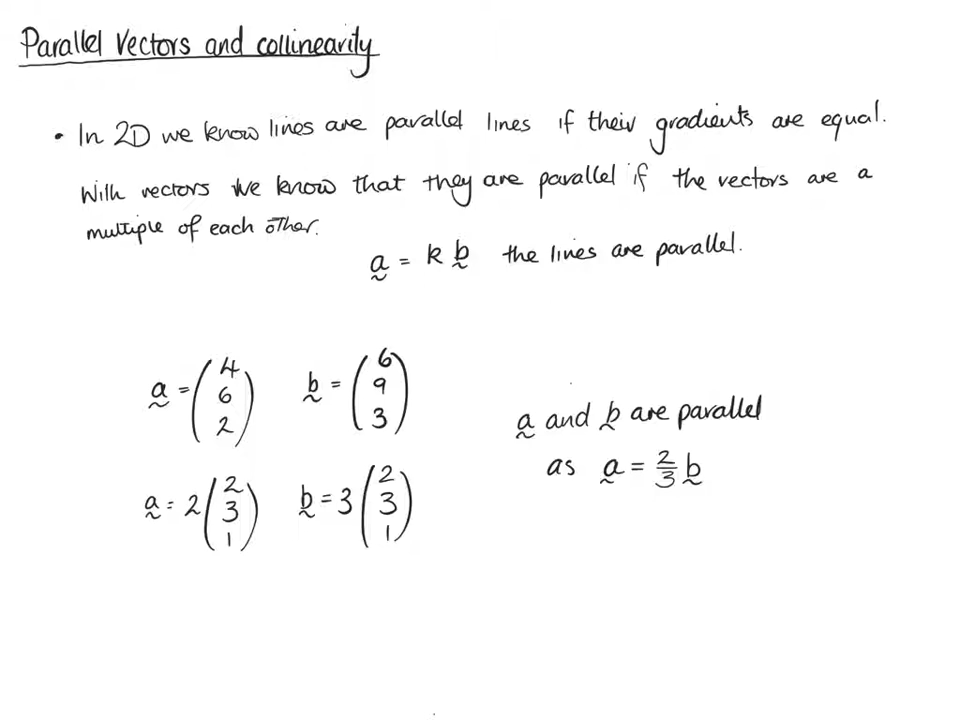 Parallel Vectors and collinearity
• In 2D we know lines are parallel lines if their gradients are equal.
With vectors we know that they are parallel if the vectors are a
multiple of each other.
a = k b the lines are parallel.
a = (4 6 2) b = (6 9 3)
a and b are parallel
as a = 2/3 b
a = 2 (2 3 1) b = 3 (2 3 1)